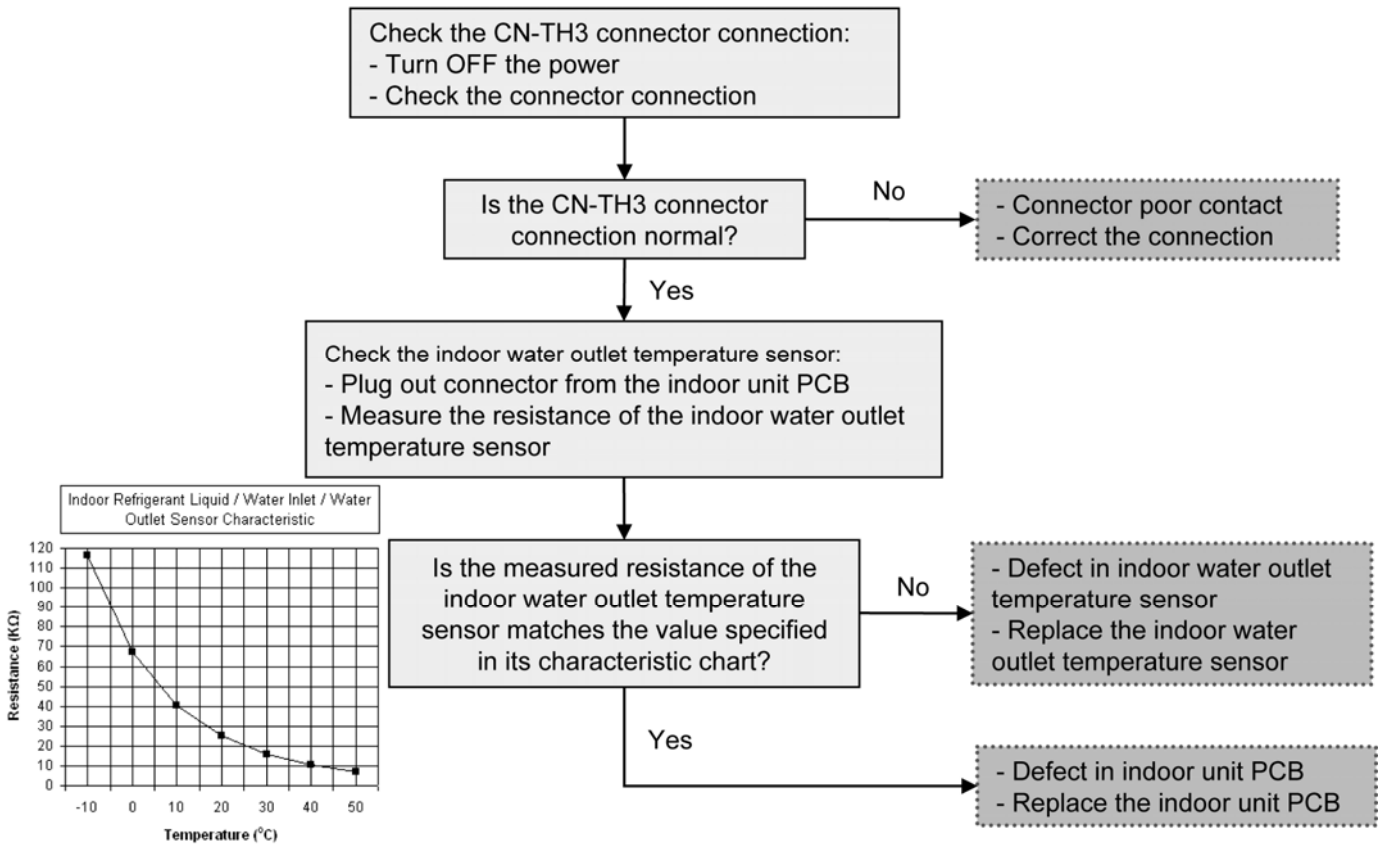 Check the CN-TH3 connector connection:
- Turn OFF the power
- Check the connector connection
Is the CN-TH3 connector
connection normal?
No
- Connector poor contact
- Correct the connection
Yes
Check the indoor water outlet temperature sensor:
- Plug out connector from the indoor unit PCB
- Measure the resistance of the indoor water outlet
temperature sensor
Indoor Refrigerant Liquid / Water Inlet / Water
Outlet Sensor Characteristic
120
110
100
90
80
70
60
50
40
30
20
10
0
Resistance (KΩ)
-10 0 10 20 30 40 50
Temperature (⁰C)
Is the measured resistance of the
indoor water outlet temperature
sensor matches the value specified
in its characteristic chart?
No
- Defect in indoor water outlet
temperature sensor
- Replace the indoor water
outlet temperature sensor
Yes
- Defect in indoor unit PCB
- Replace the indoor unit PCB